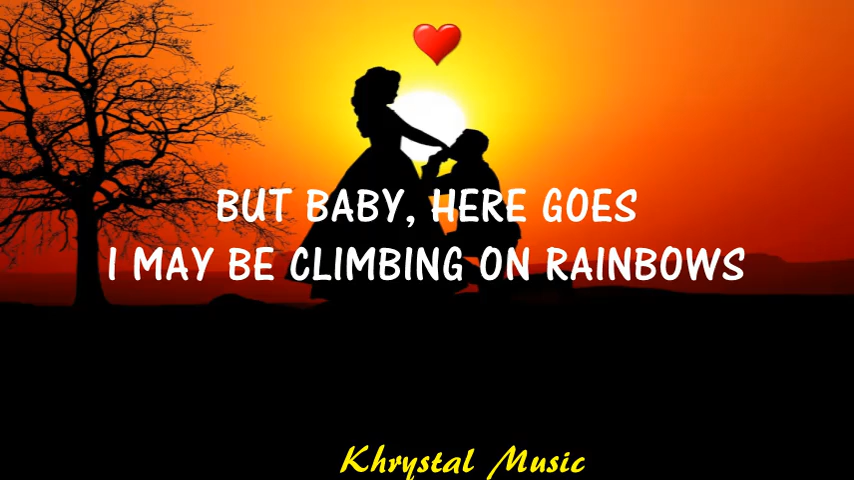 BUT BABY, HERE GOES
I MAY BE CLIMBING ON RAINBOWS
Khrystal Music